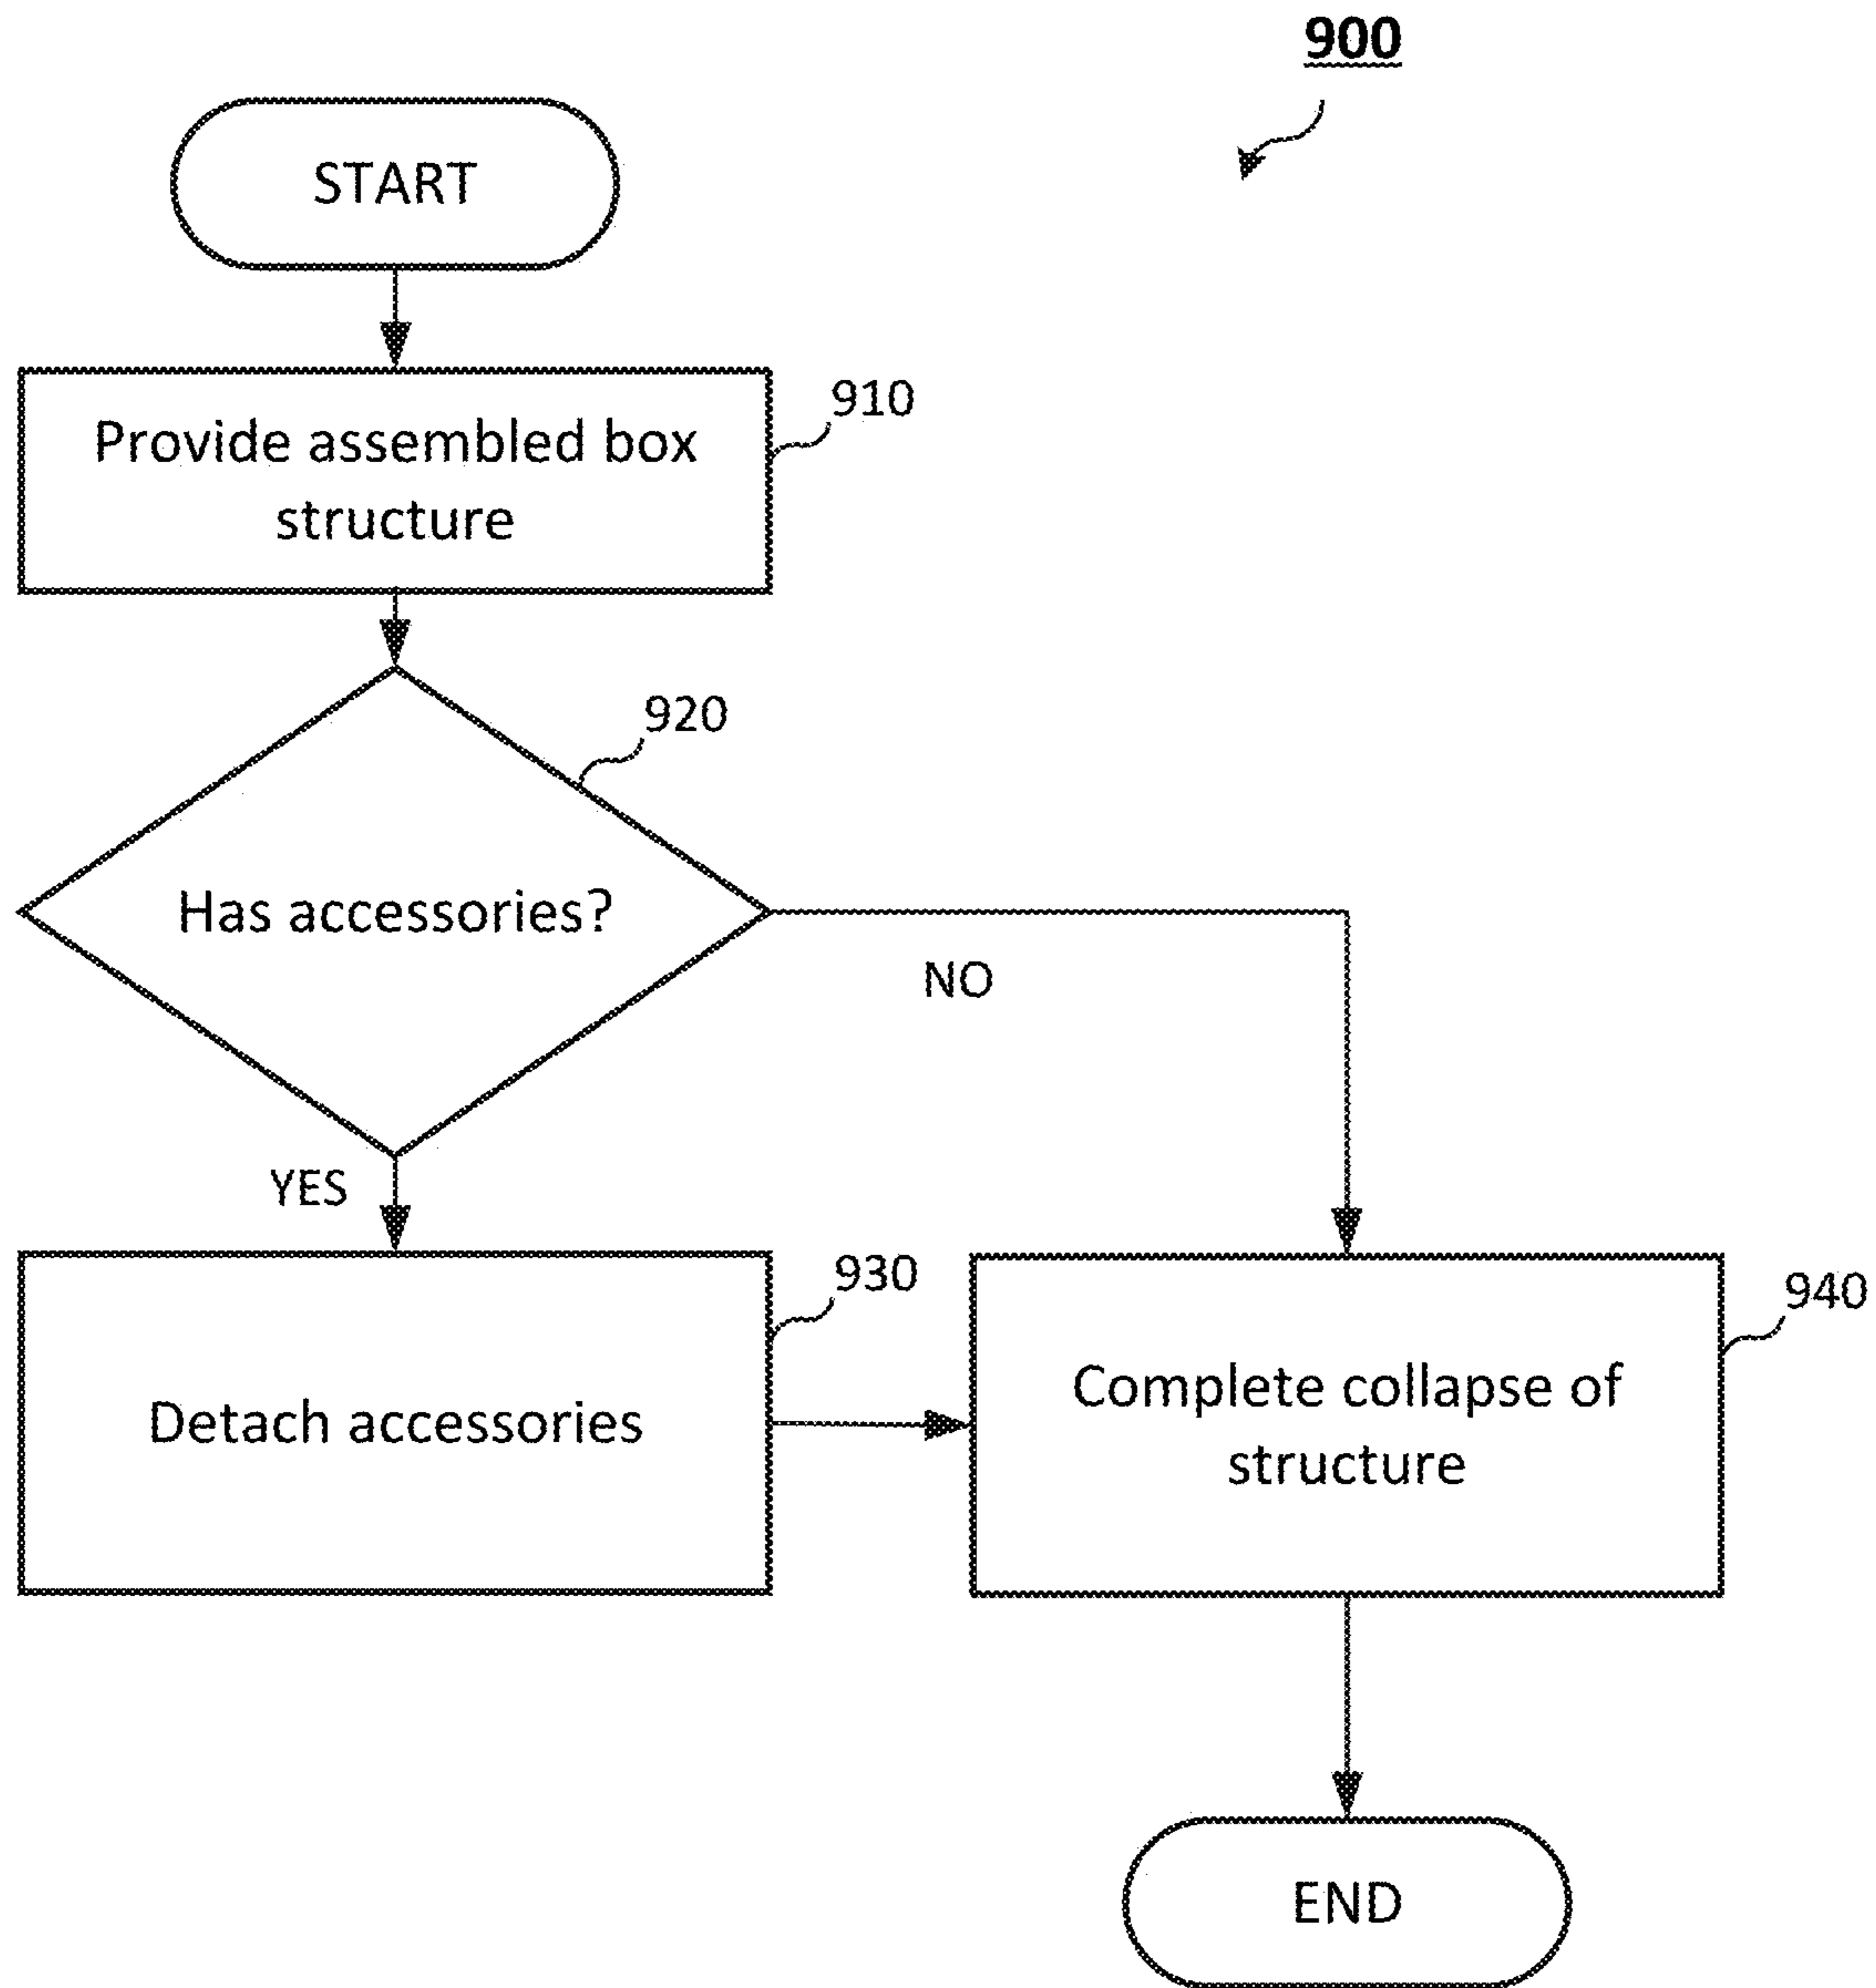 900
START
910
Provide assembled box
structure
920
Has accessories?
NO
YES
930
940
Detach accessories
Complete collapse of
structure
END